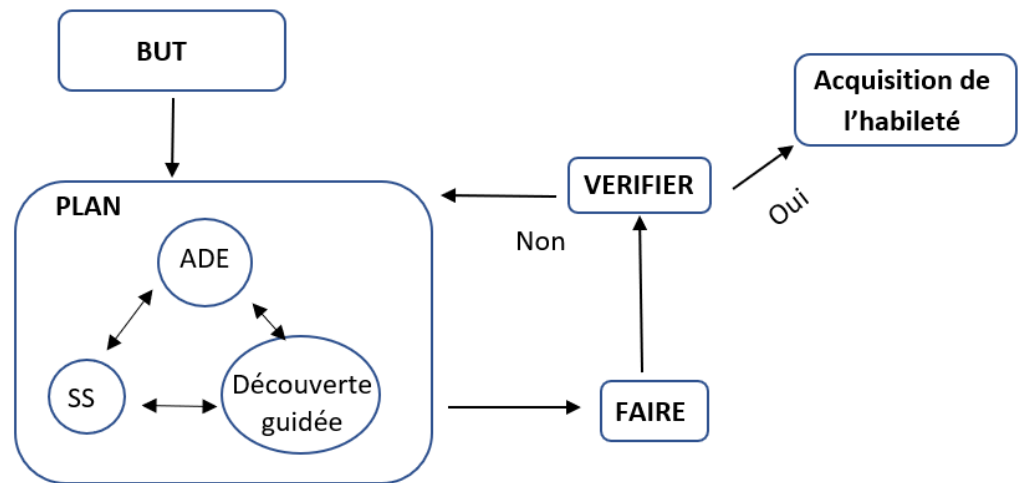 BUT
Acquisition de
l’habileté
VERIFIER
Oui
Non
PLAN
ADE
SS
Découverte
guidée
FAIRE